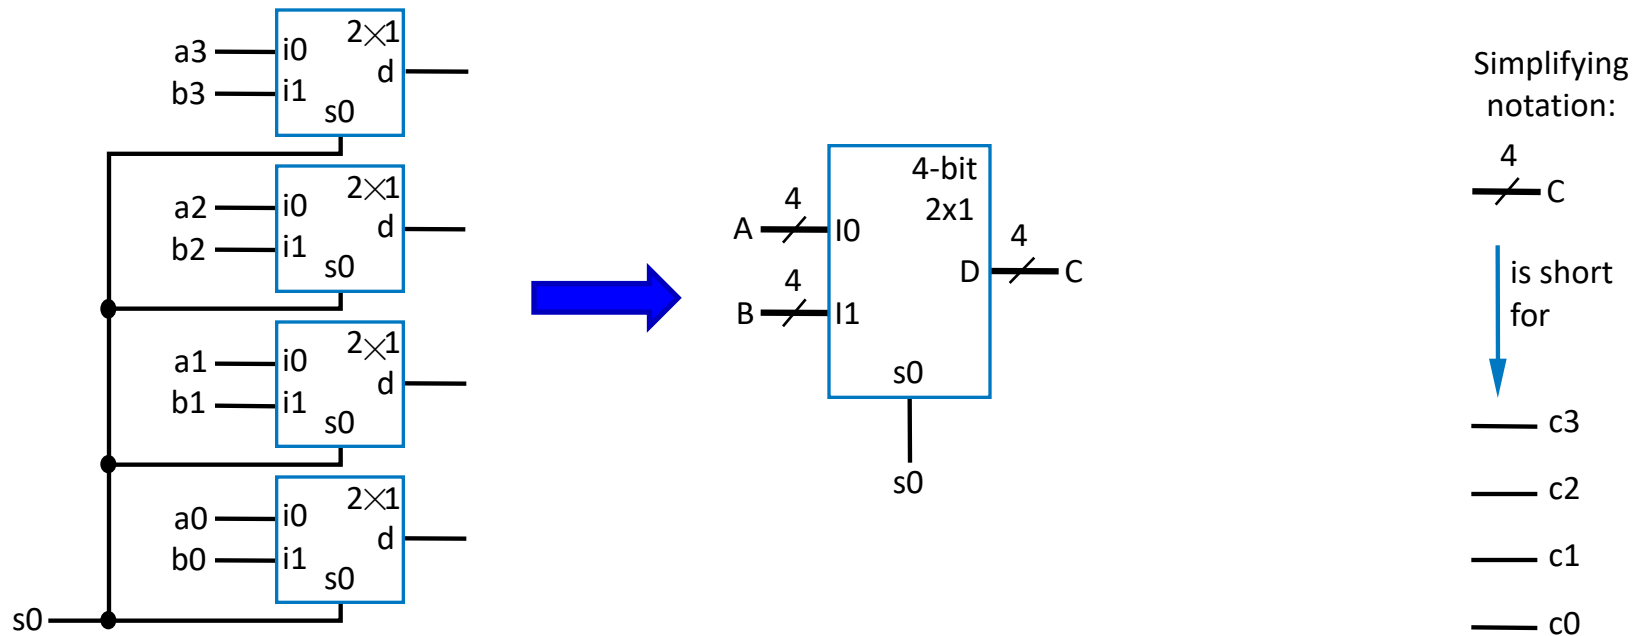 2×1
a3 i0
d
b3 i1
s0
2×1
a2 i0
d
b2 i1
s0
2×1
a1 i0
d
b1 i1
s0
2×1
a0 i0
d
b0 i1
s0
s0
4-bit
2x1
4
A I0
4
D C
4
B I1
s0
s0
Simplifying
notation:
4
C
is short
for
c3
c2
c1
c0